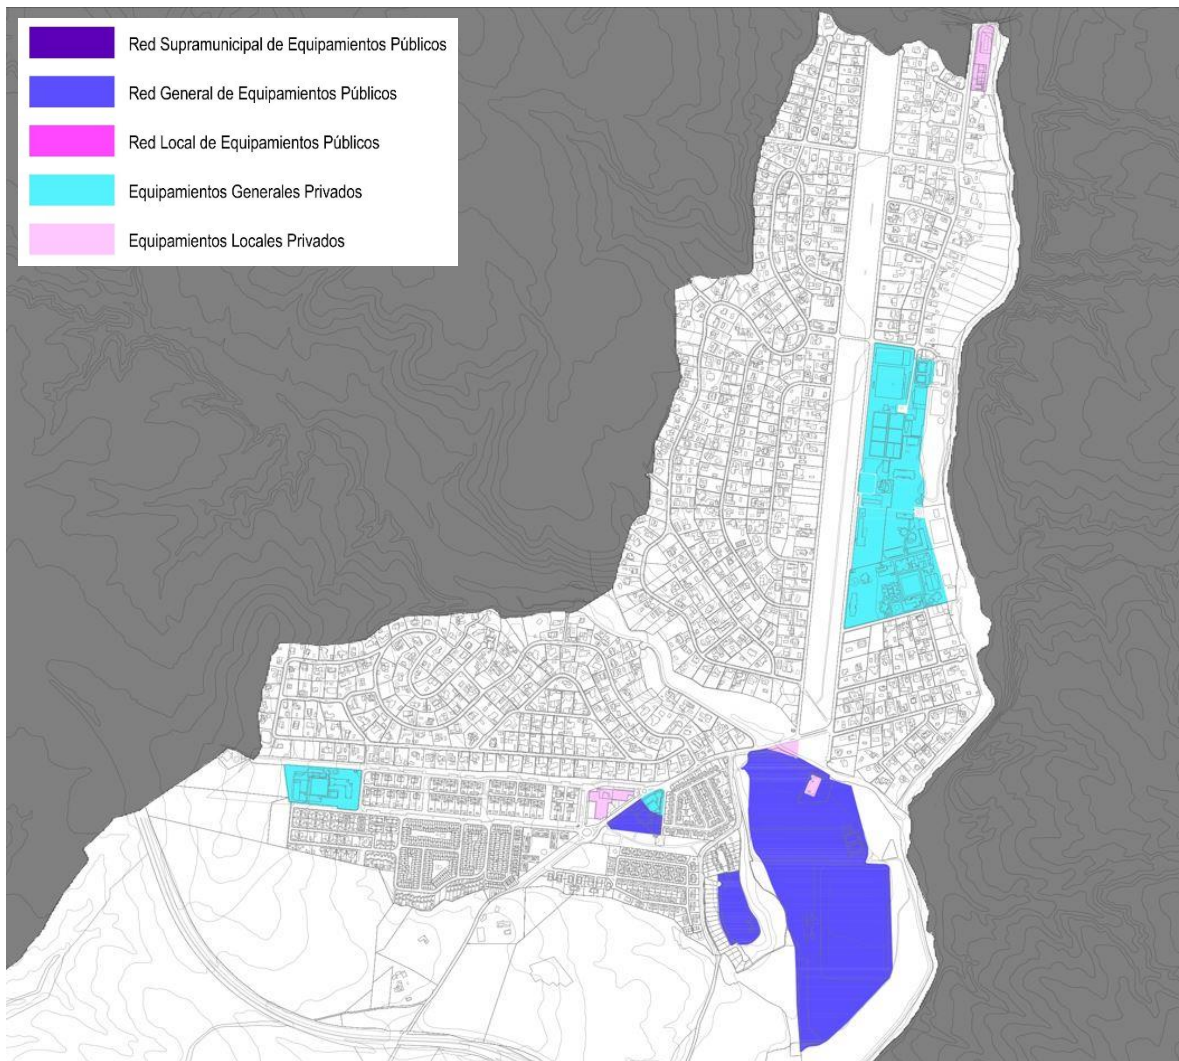 Red Supramunicipal de Equipamientos Públicos
Red General de Equipamientos Públicos
Red Local de Equipamientos Públicos
Equipamientos Generales Privados
Equipamientos Locales Privados